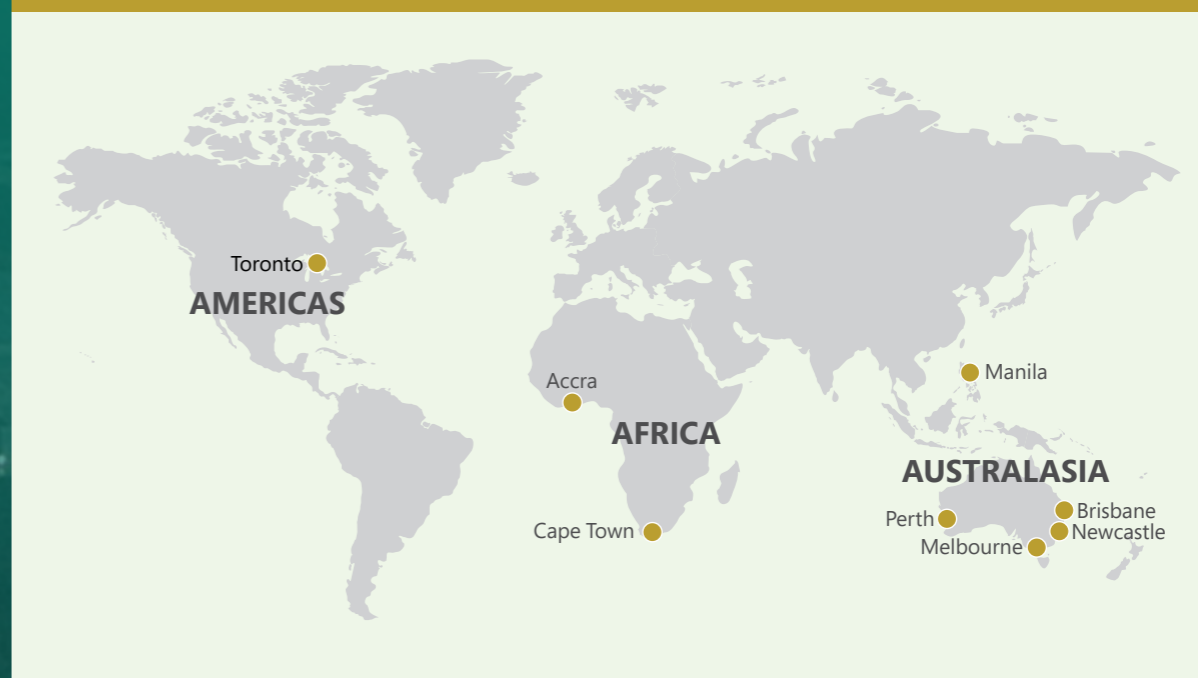 Toronto
AMERICAS
Accra
AFRICA
Cape Town
Manila
AUSTRALASIA
Perth
Brisbane
Newcastle
Melbourne